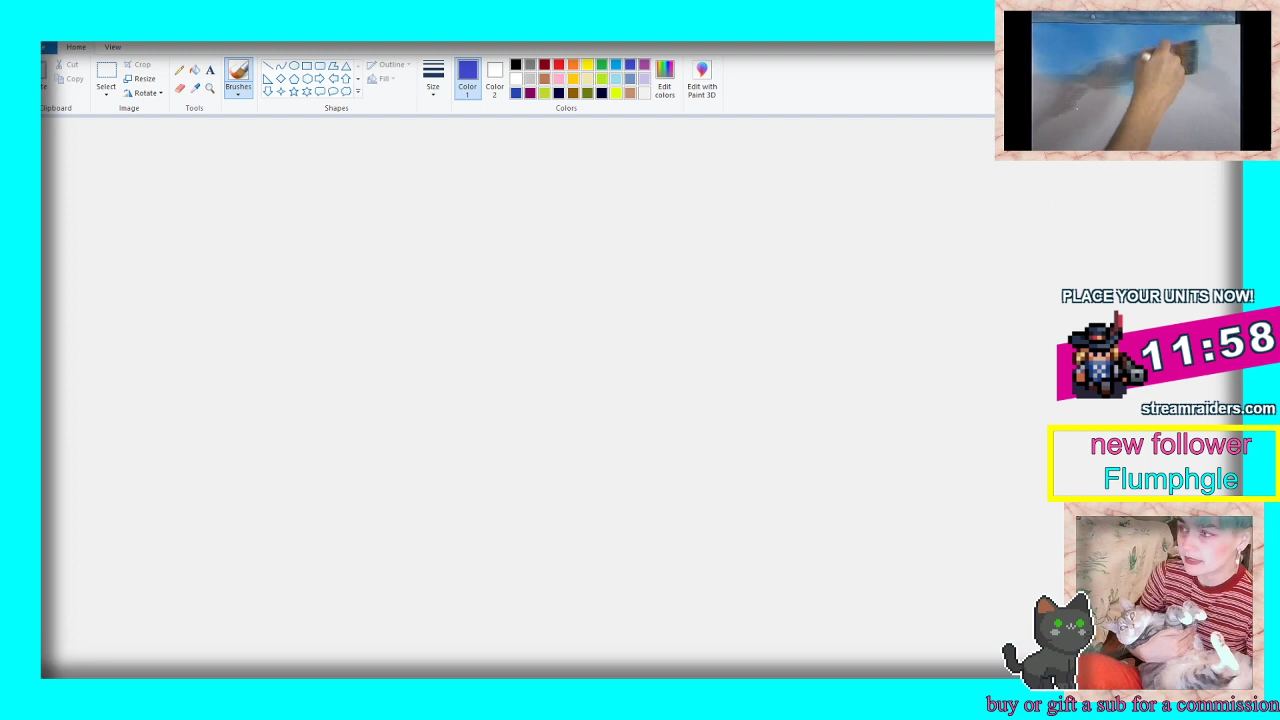 Home View
Cut
Copy
Select
Crop
Resize
Rotate
A
Brushes
Outline
Fill
Size
Color 1
Color 2
Edit colors
Edit with Paint 3D
Clipboard Image Tools Shapes Colors
PLACE YOUR UNITS NOW!
11:58
streamraiders.com
new follower
Flumphgle
buy or gift a sub for a commission